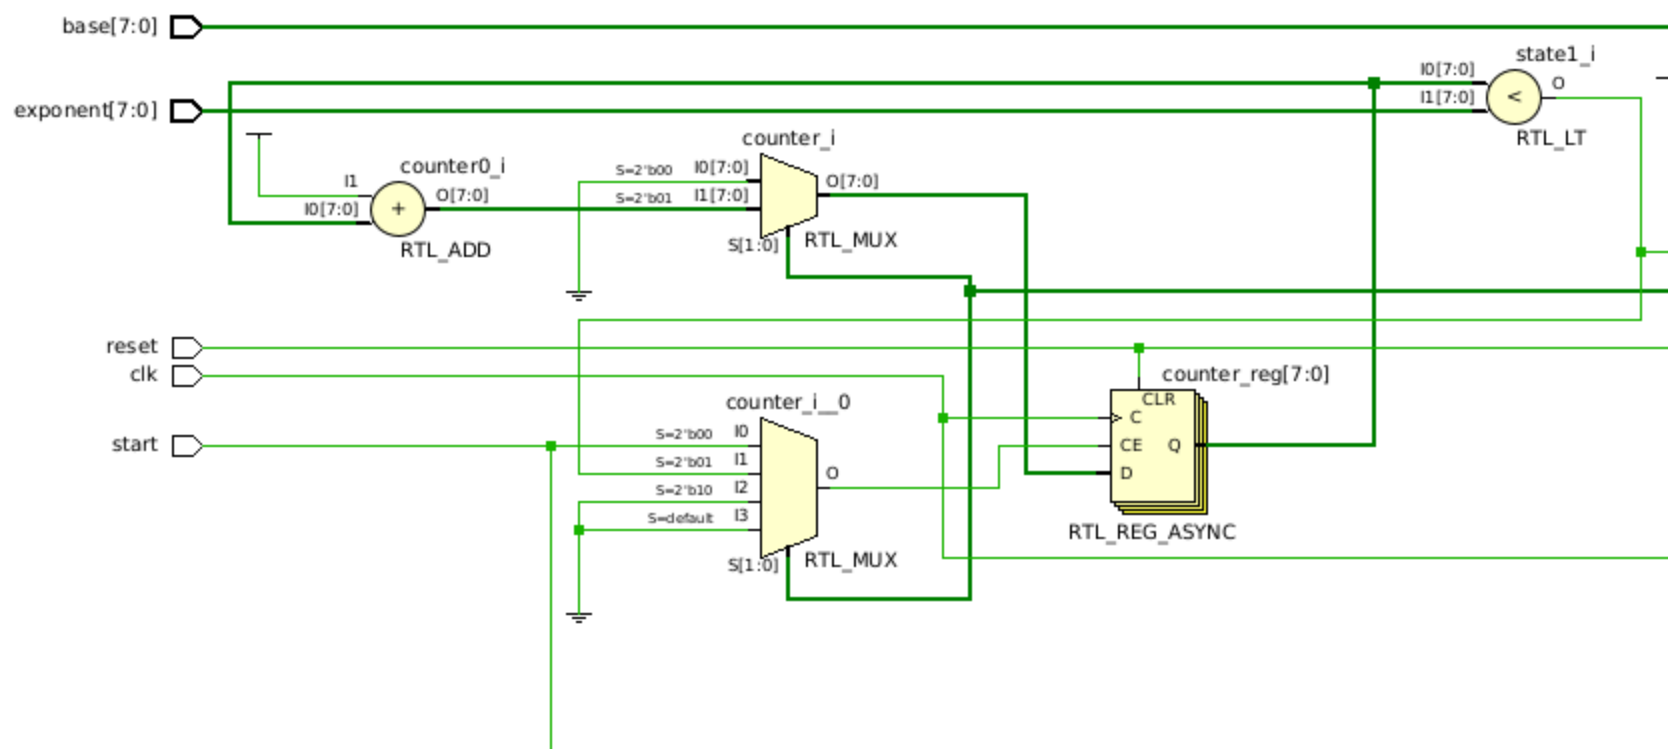 base[7:0]
state1_i
I0[7:0]
O
exponent[7:0]
I1[7:0]
<
RTL_LT
counter_i
counter0_i
S=2'b00
I0[7:0]
O[7:0]
I1
O[7:0]
S=2'b01
I1[7:0]
I0[7:0]
+
RTL_ADD
S[1:0]
RTL_MUX
reset
clk
counter_reg[7:0]
counter_i__0
CLR
C
start
S=2'b00
I0
CE
Q
S=2'b01
I1
O
D
S=2'b10
I2
S=default
I3
RTL_REG_ASYNC
S[1:0]
RTL_MUX